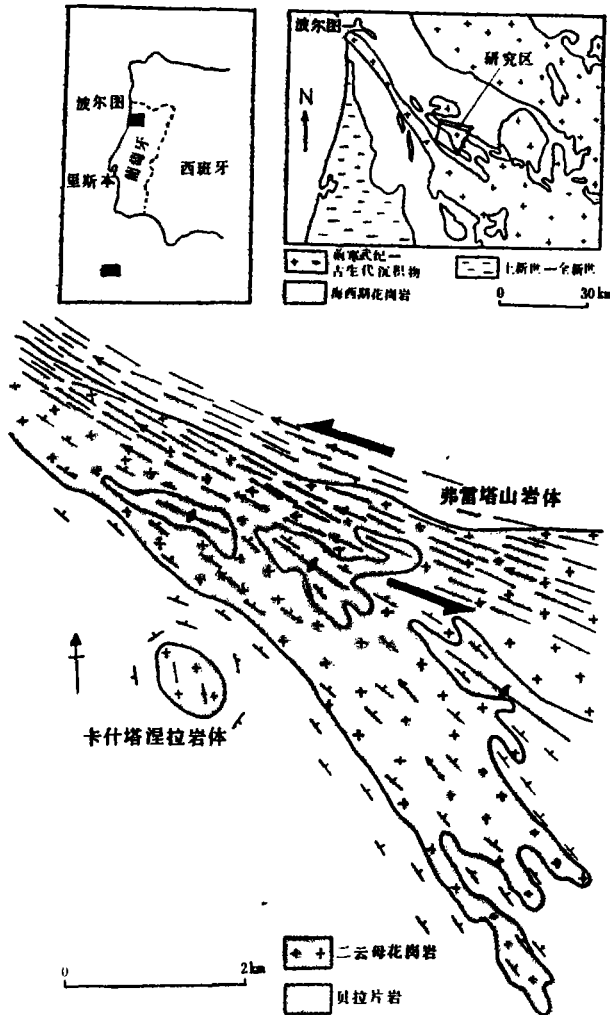 波尔图
葡萄牙
里斯本
西班牙
波尔图
研究区
N
前寒武纪—
古生代沉积物
上新世—全新世
海西期花岗岩
0 30 km
弗雷塔山岩体
卡什塔涅拉岩体
0 2 km
二云母花岗岩
贝拉片岩